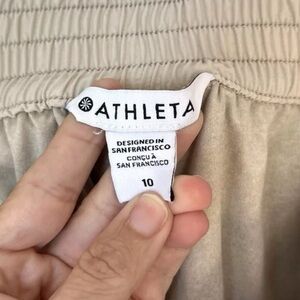 ATHLETA
DESIGNED IN
SAN FRANCISCO
CONÇU À
SAN FRANCISCO
10